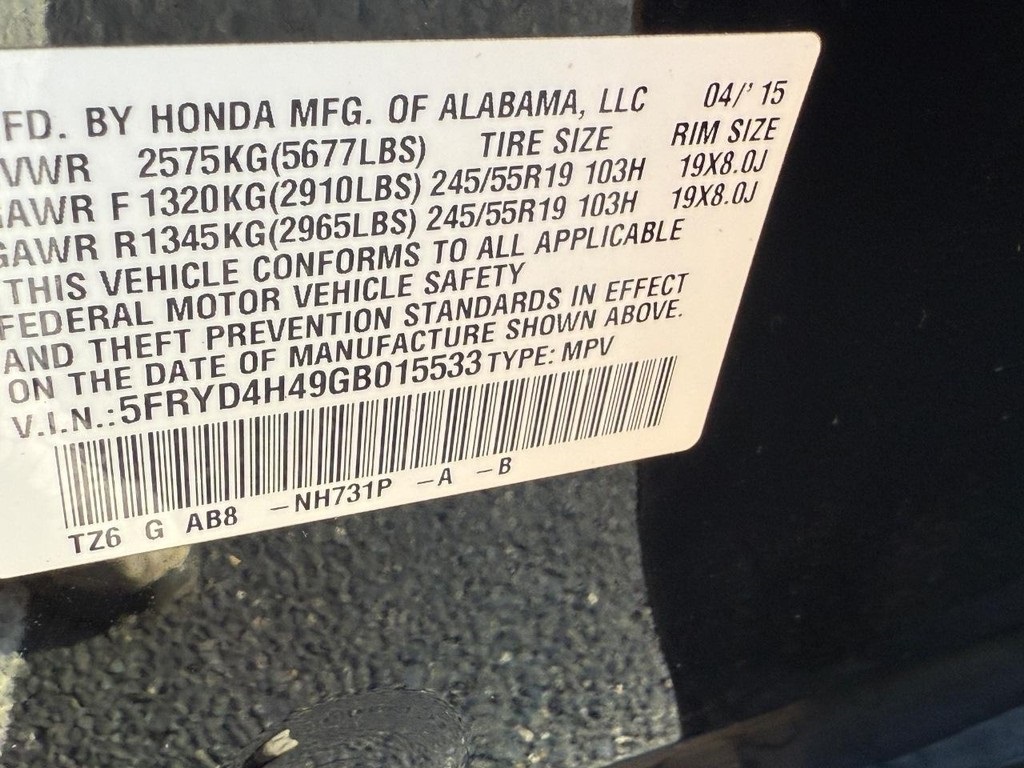 FD. BY HONDA MFG. OF ALABAMA, LLC 04/'15
VWR 2575KG(5677LBS) TIRE SIZE RIM SIZE
AWR F 1320KG(2910LBS) 245/55R19 103H 19X8.0J
GAWR R 1345KG(2965LBS) 245/55R19 103H 19X8.0J
THIS VEHICLE CONFORMS TO ALL APPLICABLE
FEDERAL MOTOR VEHICLE SAFETY
AND THEFT PREVENTION STANDARDS IN EFFECT
ON THE DATE OF MANUFACTURE SHOWN ABOVE.
V.I.N.: 5FRYD4H49GB015533 TYPE: MPV
TZ6 G AB8 -NH731P -A -B